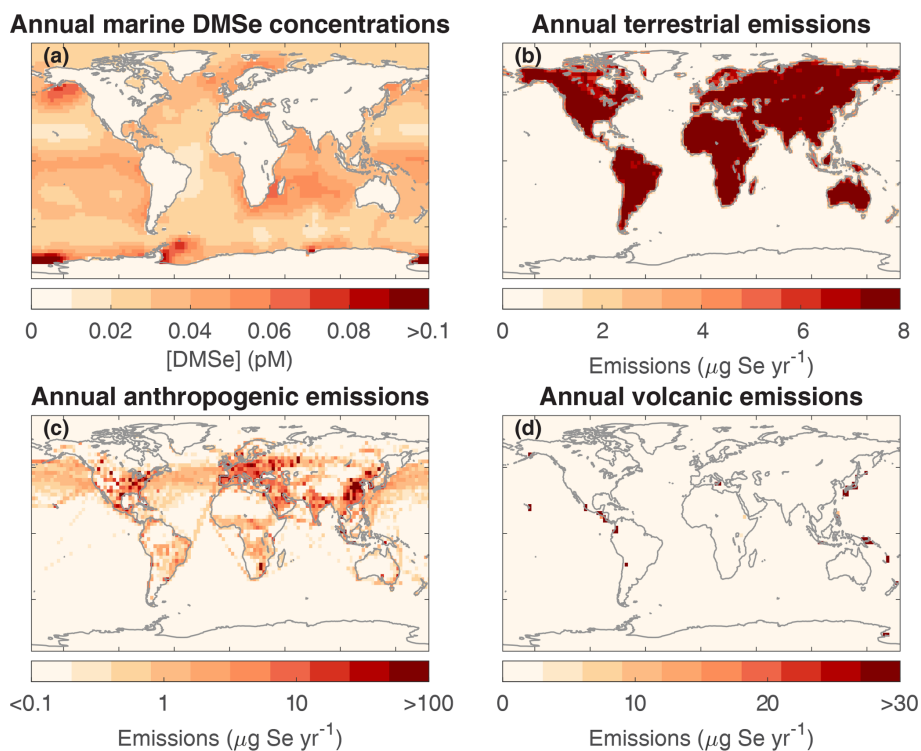 Annual marine DMSe concentrations
(a)
0 0.02 0.04 0.06 0.08 >0.1
[DMSe] (pM)
Annual terrestrial emissions
(b)
0 2 4 6 8
Emissions (μg Se yr⁻¹)
Annual anthropogenic emissions
(c)
<0.1 1 10 >100
Emissions (μg Se yr⁻¹)
Annual volcanic emissions
(d)
0 10 20 >30
Emissions (μg Se yr⁻¹)